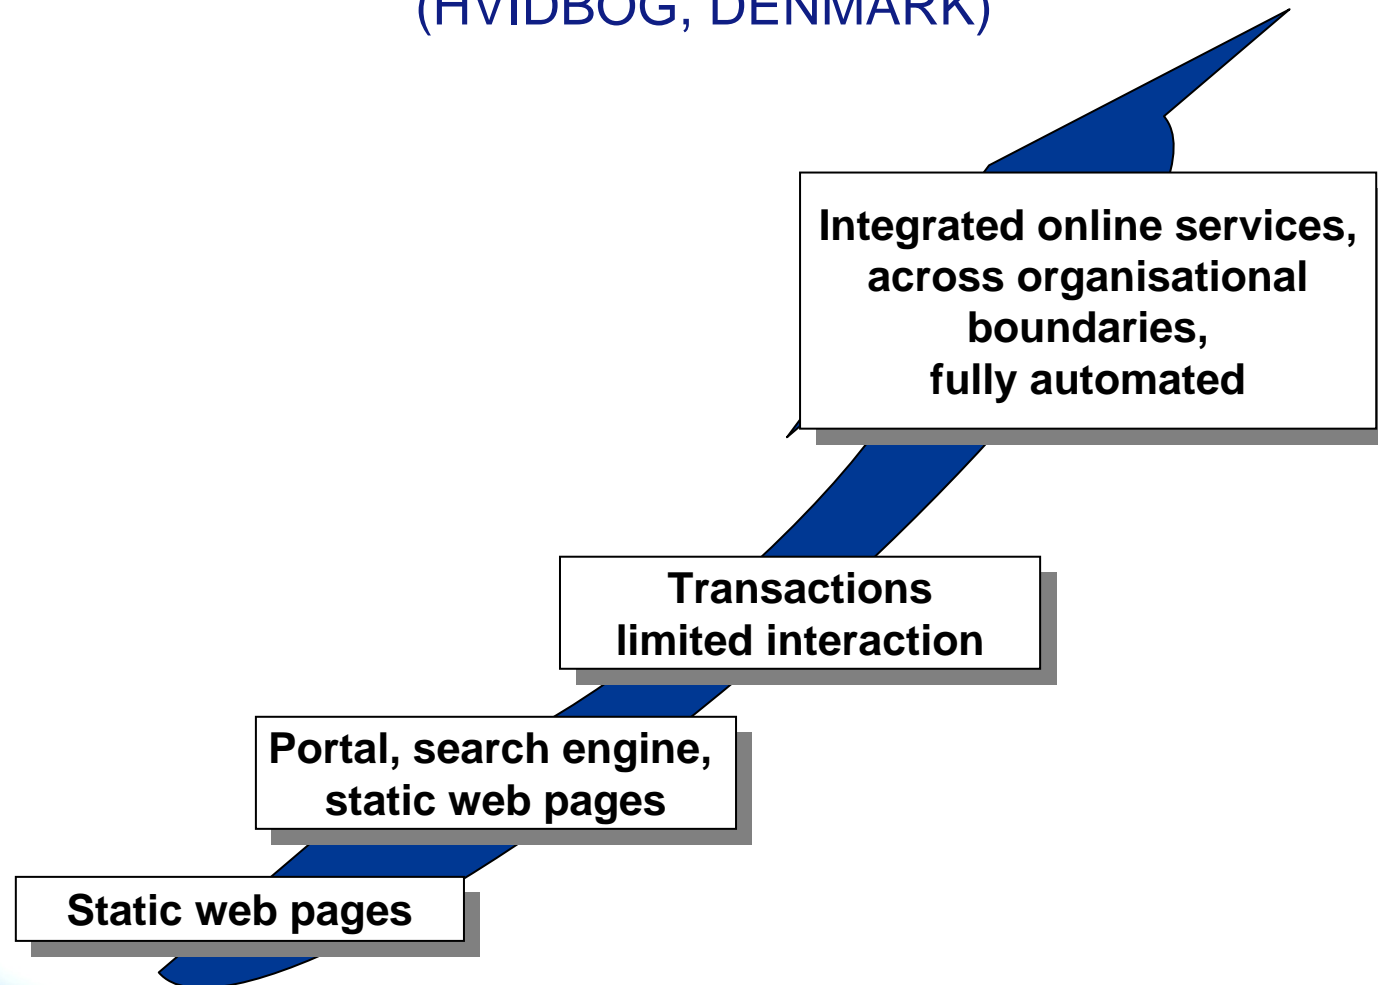 (HVIDBOG, DENMARK)
Integrated online services,
across organisational
boundaries,
fully automated
Transactions
limited interaction
Portal, search engine,
static web pages
Static web pages